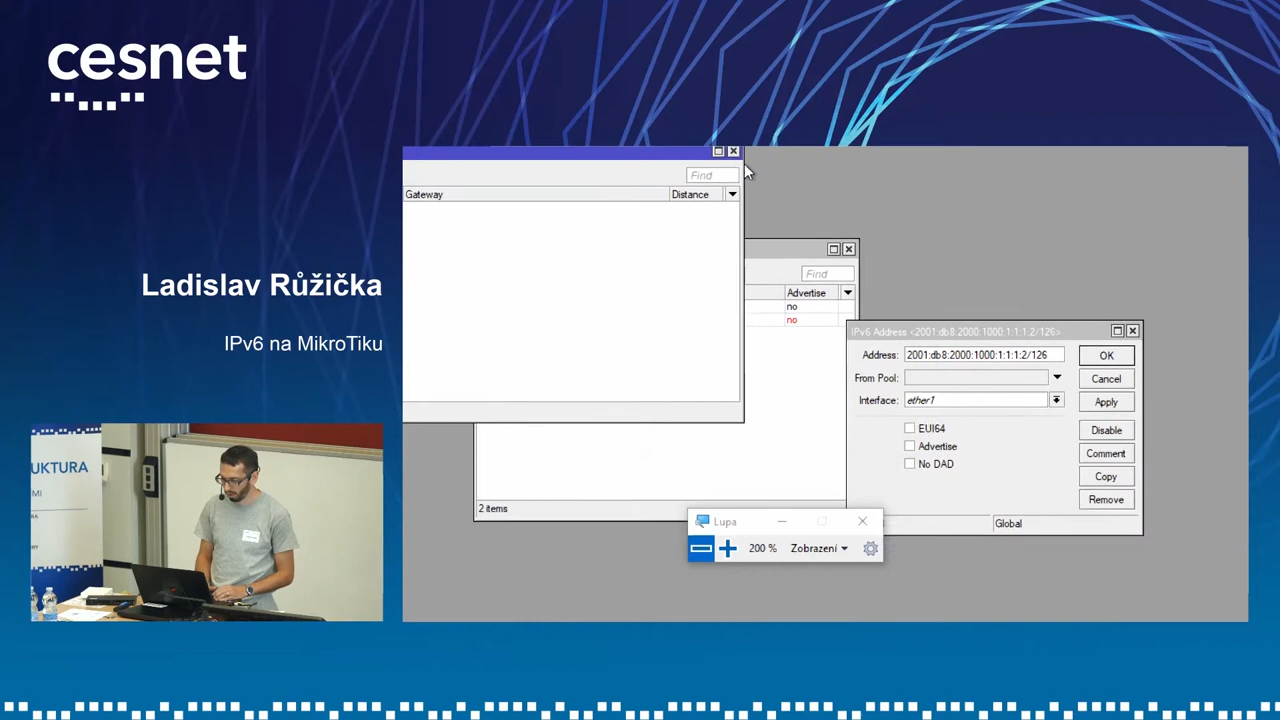 cesnet
Ladislav Růžička
IPv6 na MikroTiku
UKTURA
Find
Gateway
Distance
Find
Advertise
no
no
2 items
IPv6 Address <2001:db8:2000:1000:1:1:1:2/126>
Address:
2001:db8:2000:1000:1:1:1:2/126
From Pool:
Interface:
ether1
EUI64
Advertise
No DAD
OK
Cancel
Apply
Disable
Comment
Copy
Remove
Global
Lupa
200 %
Zobrazení